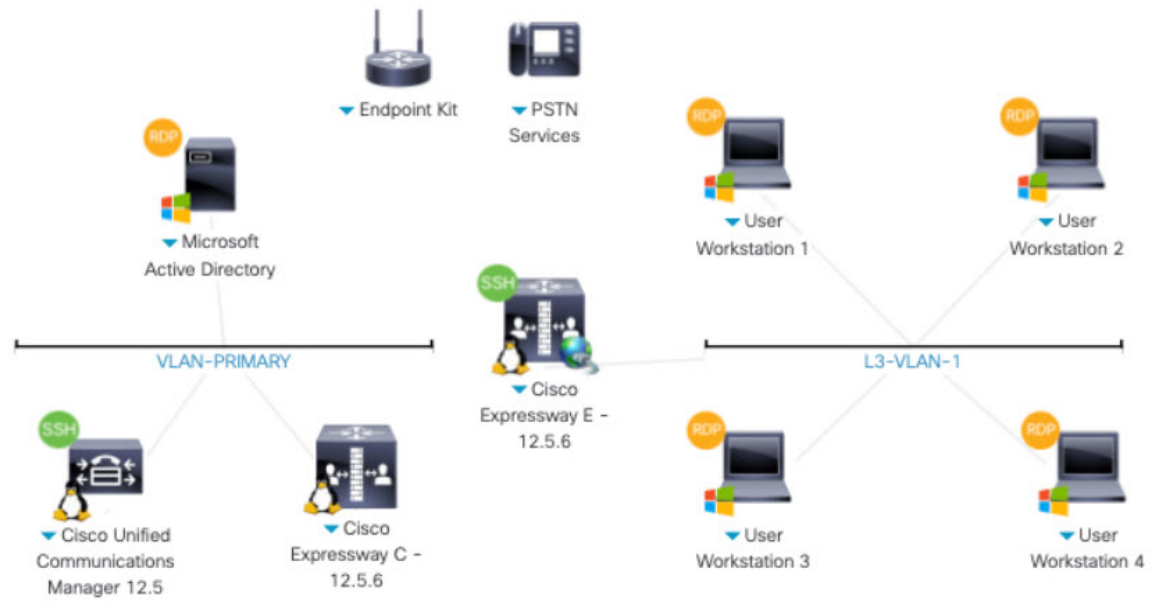 Endpoint Kit
PSTN
Services
RDP
RDP
RDP
Microsoft
Active Directory
User
Workstation 1
User
Workstation 2
SSH
VLAN-PRIMARY
L3-VLAN-1
Cisco
Expressway E -
12.5.6
SSH
RDP
RDP
Cisco Unified
Communications
Manager 12.5
Cisco
Expressway C -
12.5.6
User
Workstation 3
User
Workstation 4